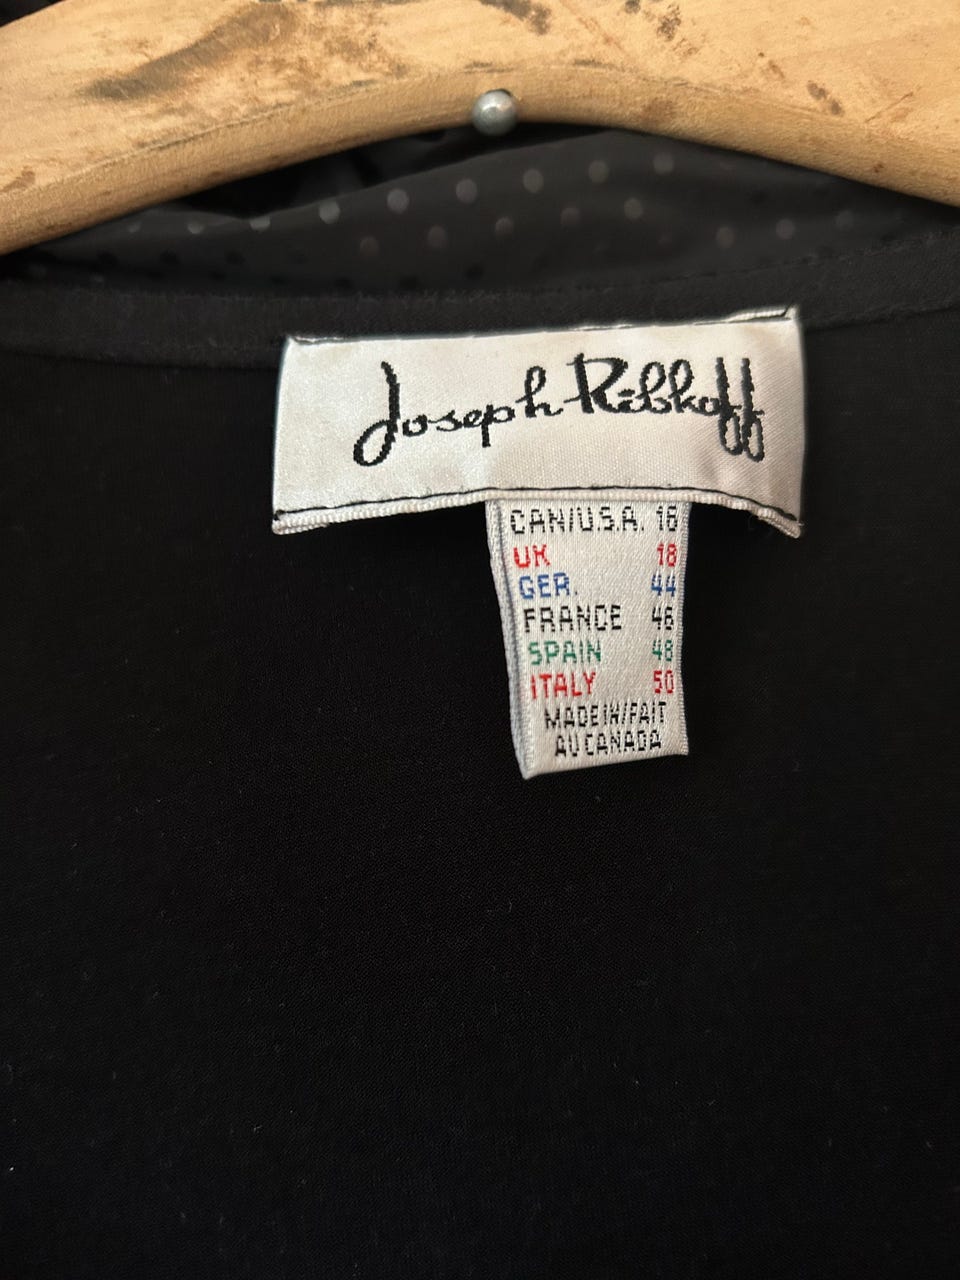 Joseph Ribkoff
CAN/U.S.A. 16
UK 18
GER. 44
FRANCE 46
SPAIN 48
ITALY 50
MADE IN/FAIT
AU CANADA